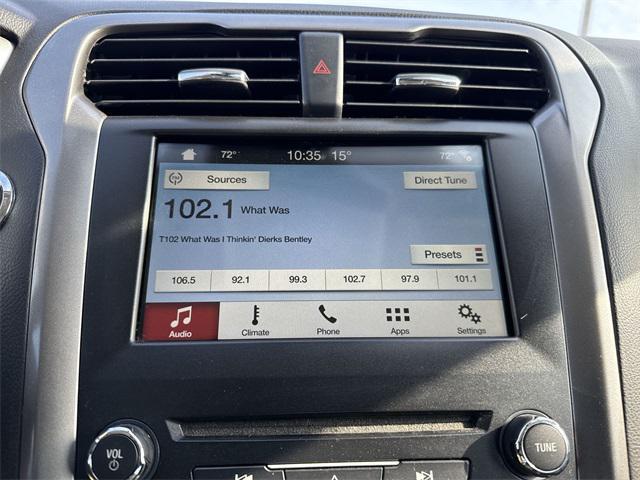 72° 10:35 15° 72°
FM Sources Direct Tune
102.1 What Was
T102 What Was I Thinkin' Dierks Bentley
Presets
106.5 92.1 99.3 102.7 97.9 101.1
Audio Climate Phone Apps Settings
VOL TUNE